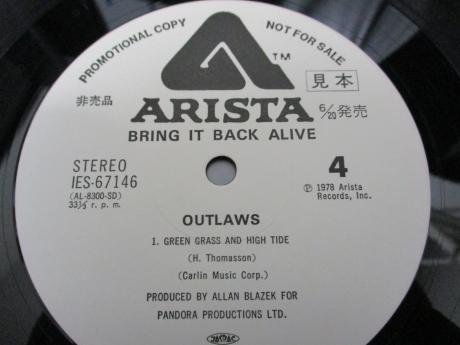 PROMOTIONAL COPY
NOT FOR SALE
TM
見本
非売品
ARISTA
6/20発売
BRING IT BACK ALIVE
STEREO
IES-67146
(AL-8300-SD)
33⅓ r. p. m.
4
Ⓟ 1978 Arista
Records, Inc.
OUTLAWS
1. GREEN GRASS AND HIGH TIDE
(H. Thomasson)
(Carlin Music Corp.)
PRODUCED BY ALLAN BLAZEK FOR
PANDORA PRODUCTIONS LTD.
JASRAC